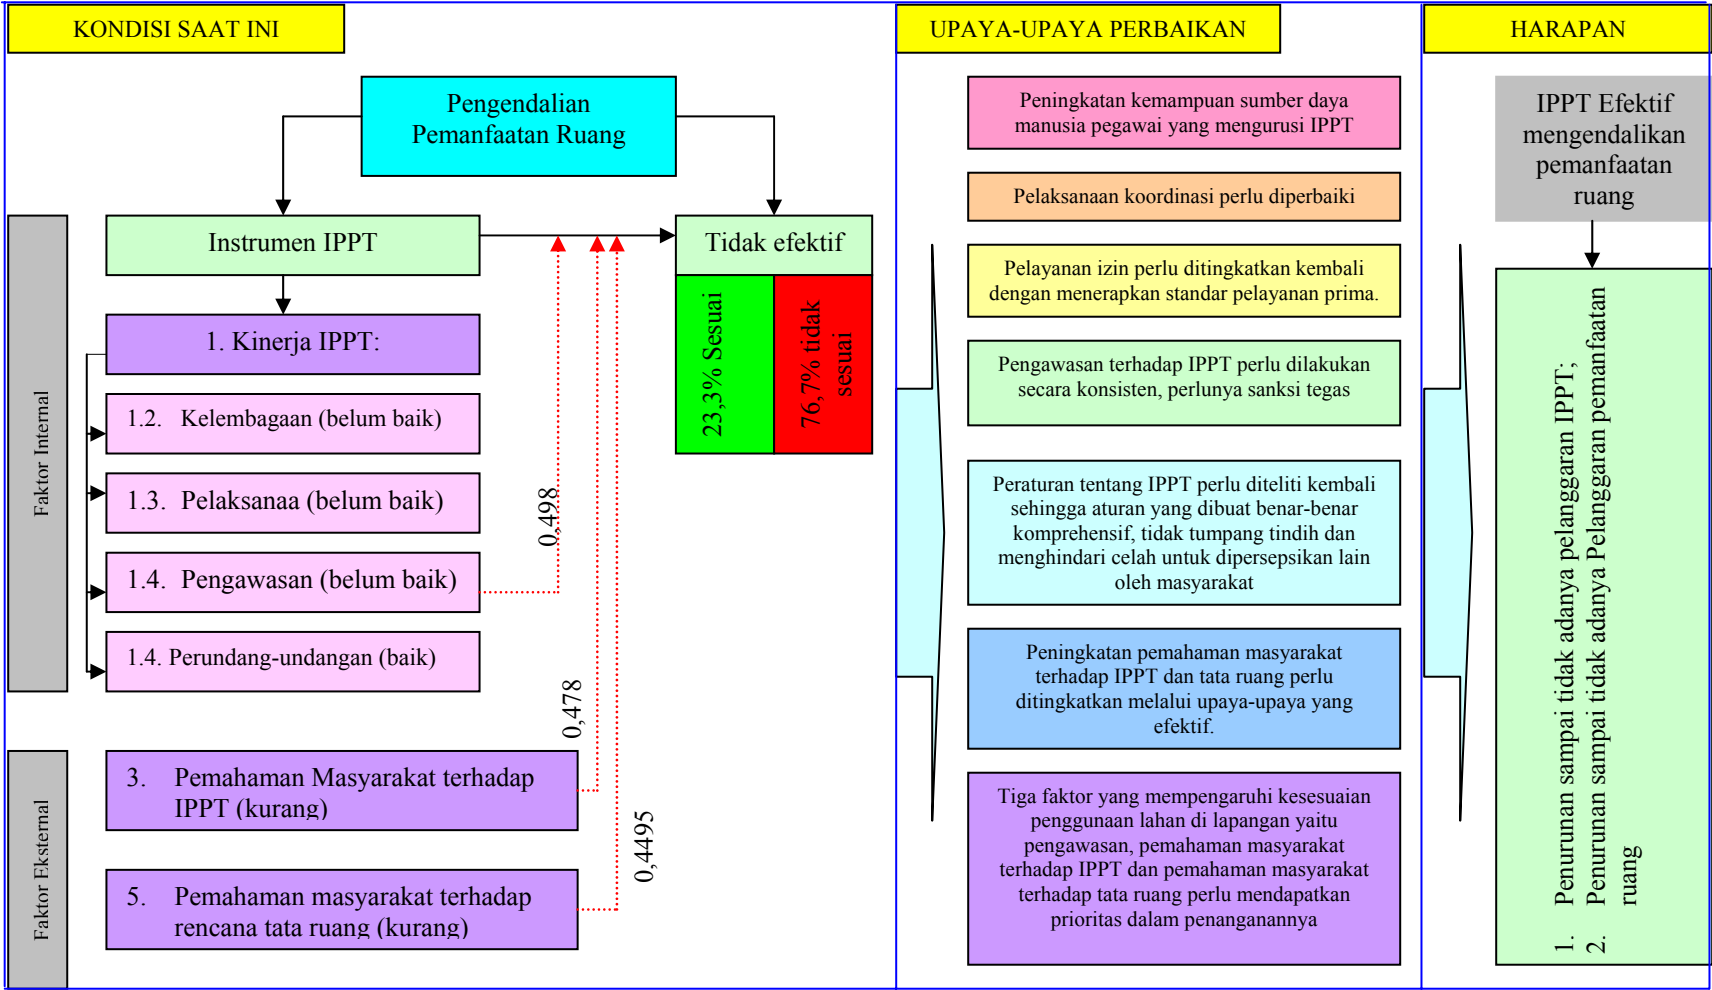 KONDISI SAAT INI
Pengendalian
Pemanfaatan Ruang
Faktor Internal
Instrumen IPPT
Tidak efektif
23,3% Sesuai
76,7% tidak
sesuai
1. Kinerja IPPT:
1.2. Kelembagaan (belum baik)
1.3. Pelaksanaa (belum baik)
1.4. Pengawasan (belum baik)
1.4. Perundang-undangan (baik)
0,498
0,478
0,4495
Faktor Eksternal
3. Pemahaman Masyarakat terhadap
IPPT (kurang)
5. Pemahaman masyarakat terhadap
rencana tata ruang (kurang)
UPAYA-UPAYA PERBAIKAN
Peningkatan kemampuan sumber daya
manusia pegawai yang mengurusi IPPT
Pelaksanaan koordinasi perlu diperbaiki
Pelayanan izin perlu ditingkatkan kembali
dengan menerapkan standar pelayanan prima.
Pengawasan terhadap IPPT perlu dilakukan
secara konsisten, perlunya sanksi tegas
Peraturan tentang IPPT perlu diteliti kembali
sehingga aturan yang dibuat benar-benar
komprehensif, tidak tumpang tindih dan
menghindari celah untuk dipersepsikan lain
oleh masyarakat
Peningkatan pemahaman masyarakat
terhadap IPPT dan tata ruang perlu
ditingkatkan melalui upaya-upaya yang
efektif.
Tiga faktor yang mempengaruhi kesesuaian
penggunaan lahan di lapangan yaitu
pengawasan, pemahaman masyarakat
terhadap IPPT dan pemahaman masyarakat
terhadap tata ruang perlu mendapatkan
prioritas dalam penanganannya
HARAPAN
IPPT Efektif
mengendalikan
pemanfaatan
ruang
1. Penurunan sampai tidak adanya pelanggaran IPPT;
2. Penurunan sampai tidak adanya Pelanggaran pemanfaatan
ruang